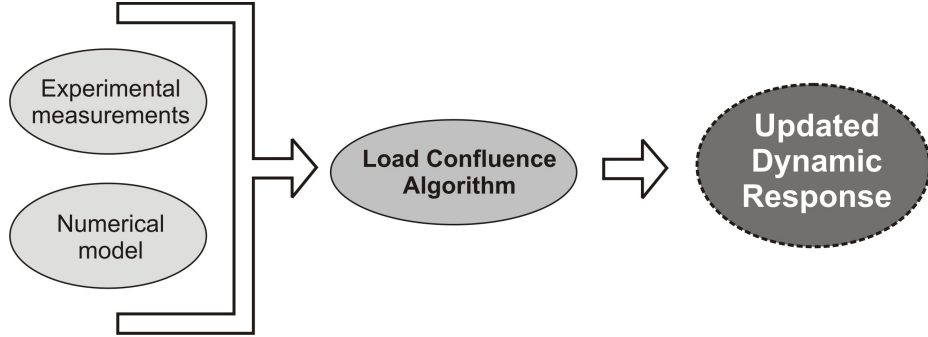 Experimental
measurements
Numerical
model
Load Confluence
Algorithm
Updated
Dynamic
Response